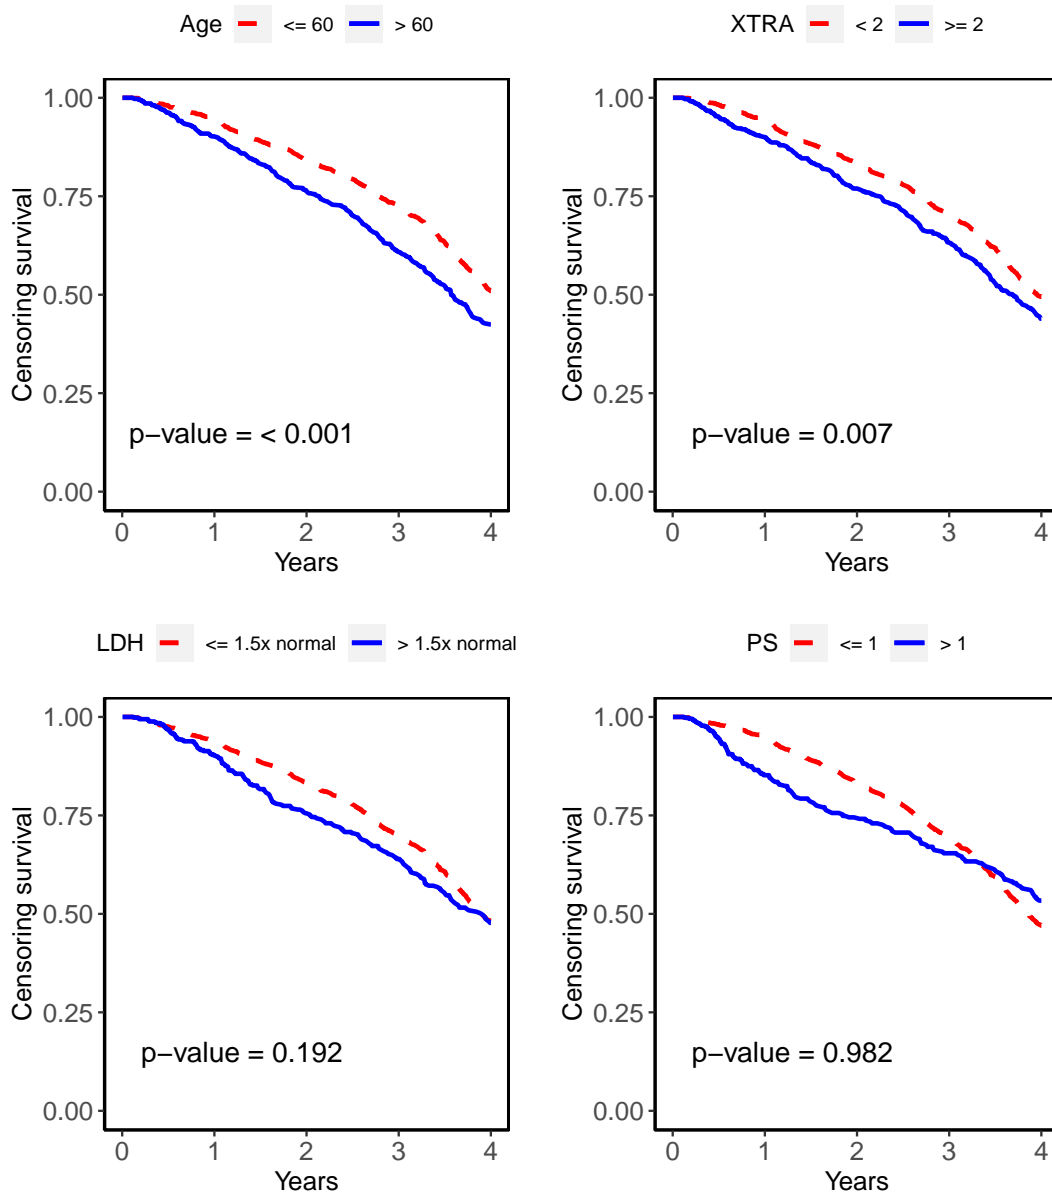 Age <= 60 > 60
Censoring survival
1.00
0.75
0.50
0.25
0.00
p−value = < 0.001
0 1 2 3 4
Years
XTRA < 2 >= 2
Censoring survival
1.00
0.75
0.50
0.25
0.00
p−value = 0.007
0 1 2 3 4
Years
LDH <= 1.5x normal > 1.5x normal
Censoring survival
1.00
0.75
0.50
0.25
0.00
p−value = 0.192
0 1 2 3 4
Years
PS <= 1 > 1
Censoring survival
1.00
0.75
0.50
0.25
0.00
p−value = 0.982
0 1 2 3 4
Years